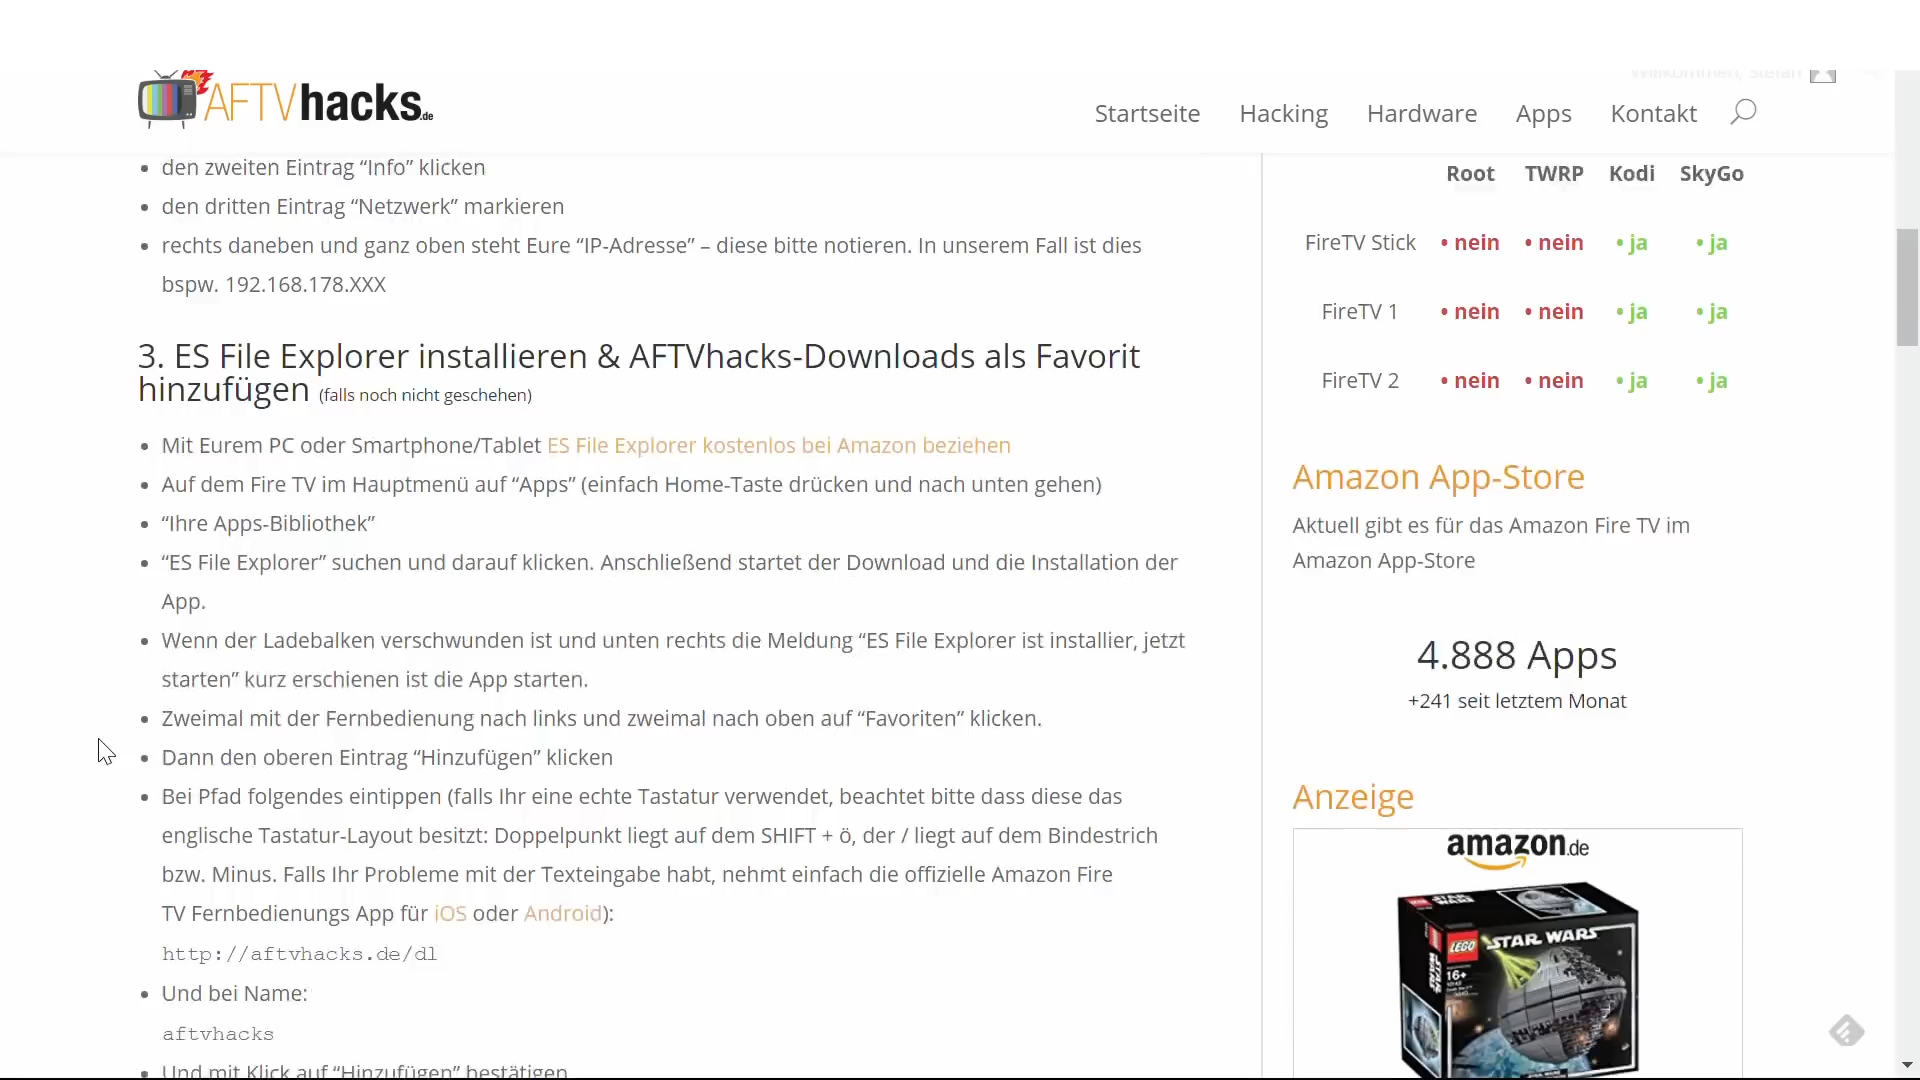 Willkommen, Stefan
AFTVhacks.de
Startseite Hacking Hardware Apps Kontakt
den zweiten Eintrag “Info” klicken
den dritten Eintrag “Netzwerk” markieren
rechts daneben und ganz oben steht Eure “IP-Adresse” – diese bitte notieren. In unserem Fall ist dies
bspw. 192.168.178.XXX
3. ES File Explorer installieren & AFTVhacks-Downloads als Favorit
hinzufügen (falls noch nicht geschehen)
Mit Eurem PC oder Smartphone/Tablet ES File Explorer kostenlos bei Amazon beziehen
Auf dem Fire TV im Hauptmenü auf “Apps” (einfach Home-Taste drücken und nach unten gehen)
“Ihre Apps-Bibliothek”
“ES File Explorer” suchen und darauf klicken. Anschließend startet der Download und die Installation der
App.
Wenn der Ladebalken verschwunden ist und unten rechts die Meldung “ES File Explorer ist installier, jetzt
starten” kurz erschienen ist die App starten.
Zweimal mit der Fernbedienung nach links und zweimal nach oben auf “Favoriten” klicken.
Dann den oberen Eintrag “Hinzufügen” klicken
Bei Pfad folgendes eintippen (falls Ihr eine echte Tastatur verwendet, beachtet bitte dass diese das
englische Tastatur-Layout besitzt: Doppelpunkt liegt auf dem SHIFT + ö, der / liegt auf dem Bindestrich
bzw. Minus. Falls Ihr Probleme mit der Texteingabe habt, nehmt einfach die offizielle Amazon Fire
TV Fernbedienungs App für iOS oder Android):
http://aftvhacks.de/dl
Und bei Name:
aftvhacks
Und mit Klick auf “Hinzufügen” bestätigen
Root TWRP Kodi SkyGo
FireTV Stick • nein • nein • ja • ja
FireTV 1 • nein • nein • ja • ja
FireTV 2 • nein • nein • ja • ja
Amazon App-Store
Aktuell gibt es für das Amazon Fire TV im
Amazon App-Store
4.888 Apps
+241 seit letztem Monat
Anzeige
amazon.de
STAR WARS
LEGO STAR WARS
16+